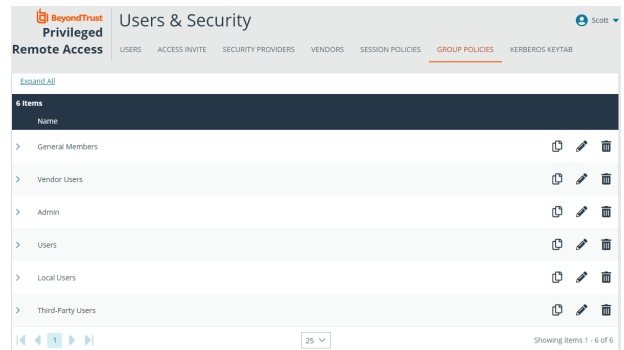 BeyondTrust
Privileged
Remote Access
Users & Security
Scott
USERS ACCESS INVITE SECURITY PROVIDERS VENDORS SESSION POLICIES GROUP POLICIES KERBEROS KEYTAB
Expand All
6 Items
Name
General Members
Vendor Users
Admin
Users
Local Users
Third-Party Users
1
25
Showing items 1 - 6 of 6